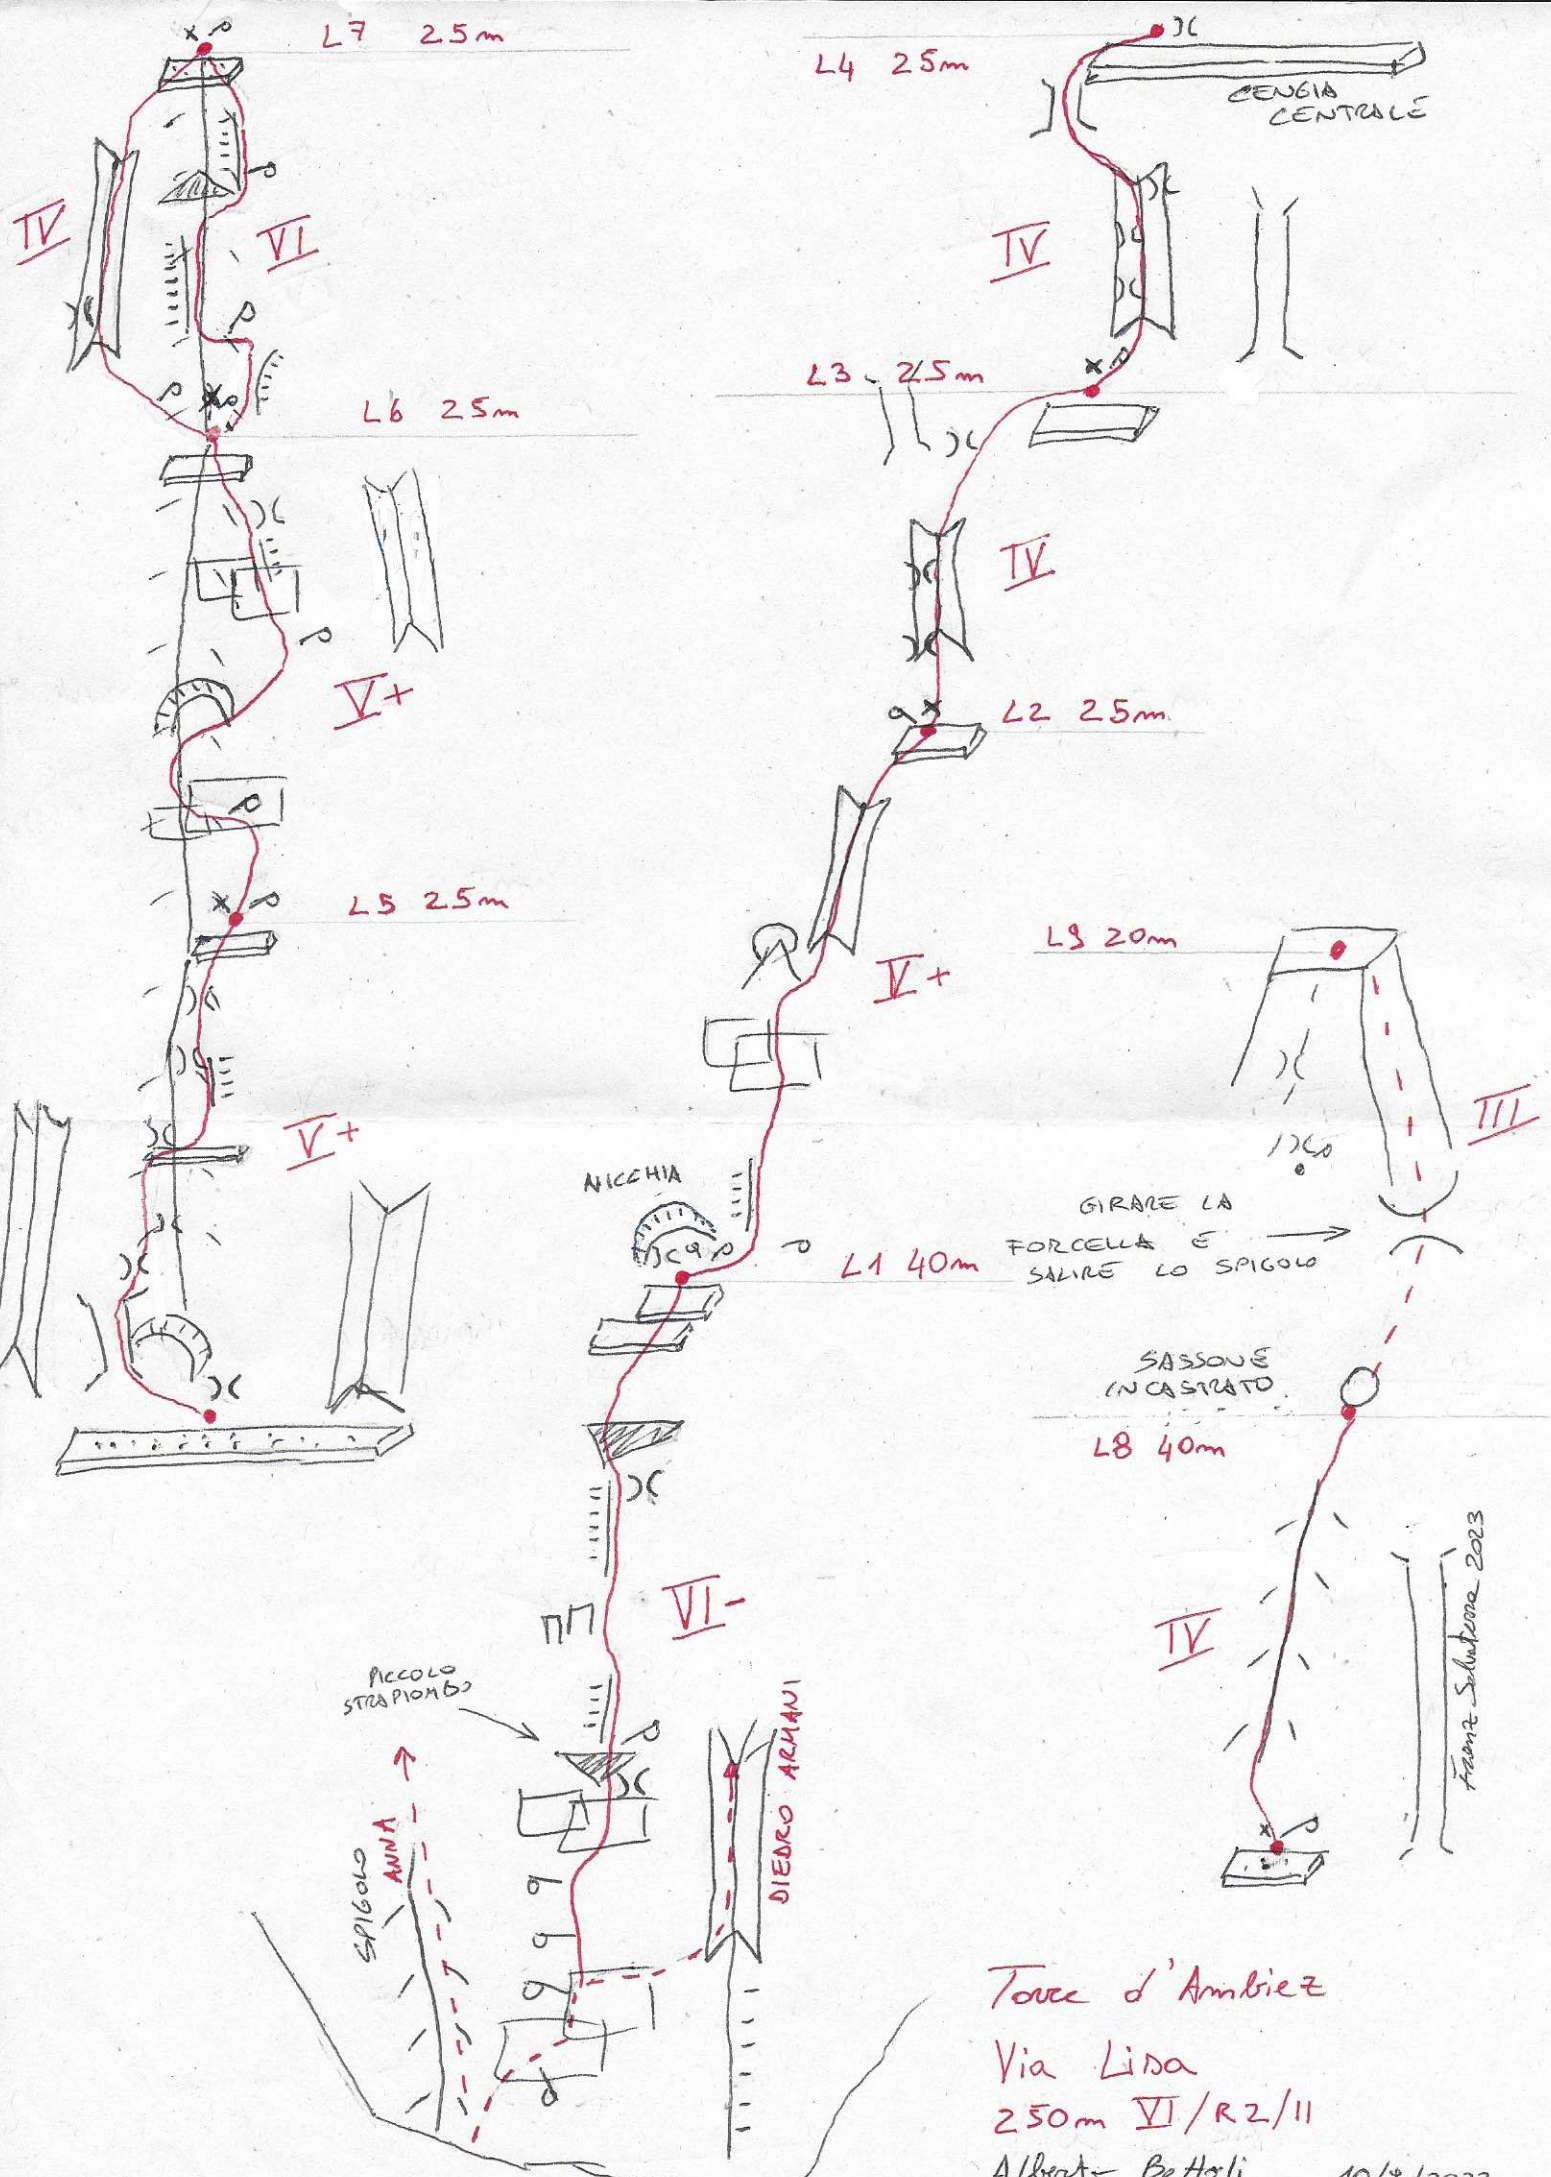 L7 25m
IV
VI
L6 25m
V+
L5 25m
V+
L4 25m
CENGIA
CENTRALE
IV
L3 25m
IV
L2 25m
V+
NICCHIA
L1 40m
VI-
PICCOLO
STRAPIOMBO
SPIGOLO
ANNA
DIEDRO ARMANI
L9 20m
III
GIRARE LA
FORCELLA E
SALIRE LO SPIGOLO
SASSONE
INCASTRATO
L8 40m
IV
Franz Salvaterra 2023
Torre d'Ambiez
Via Lisa
250m VI/R2/II